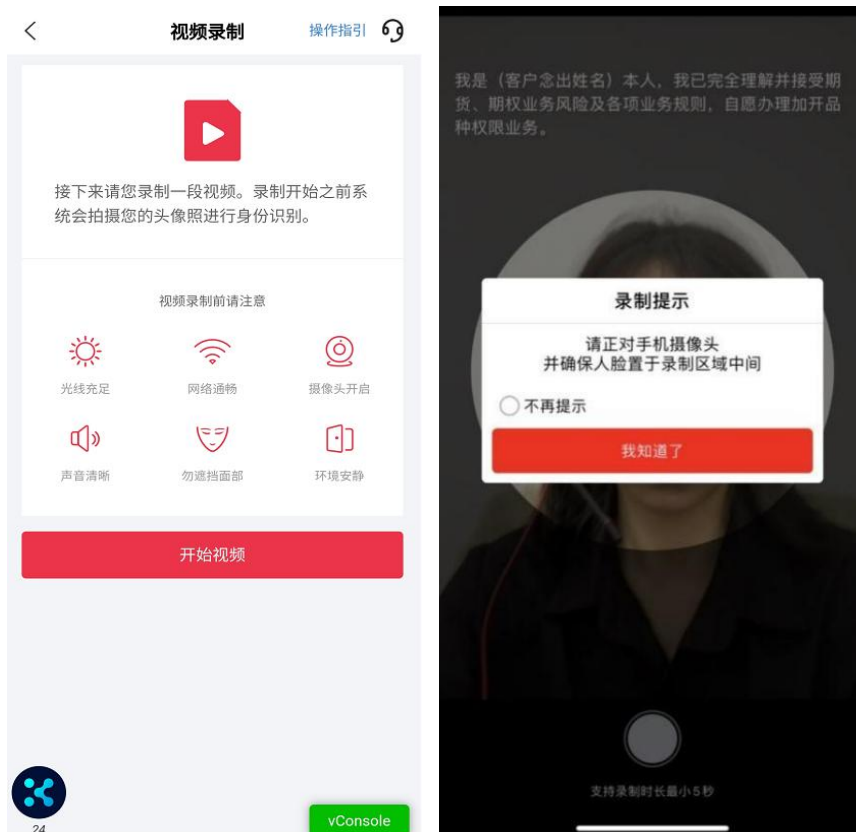 视频录制
操作指引
接下来请您录制一段视频。录制开始之前系
统会拍摄您的头像照进行身份识别。
视频录制前请注意
光线充足
网络通畅
摄像头开启
声音清晰
勿遮挡面部
环境安静
开始视频
24
vConsole
我是（客户念出姓名）本人，我已完全理解并接受期
货、期权业务风险及各项业务规则，自愿办理加开品
种权限业务。
录制提示
请正对手机摄像头
并确保人脸置于录制区域中间
不再提示
我知道了
支持录制时长最小5秒